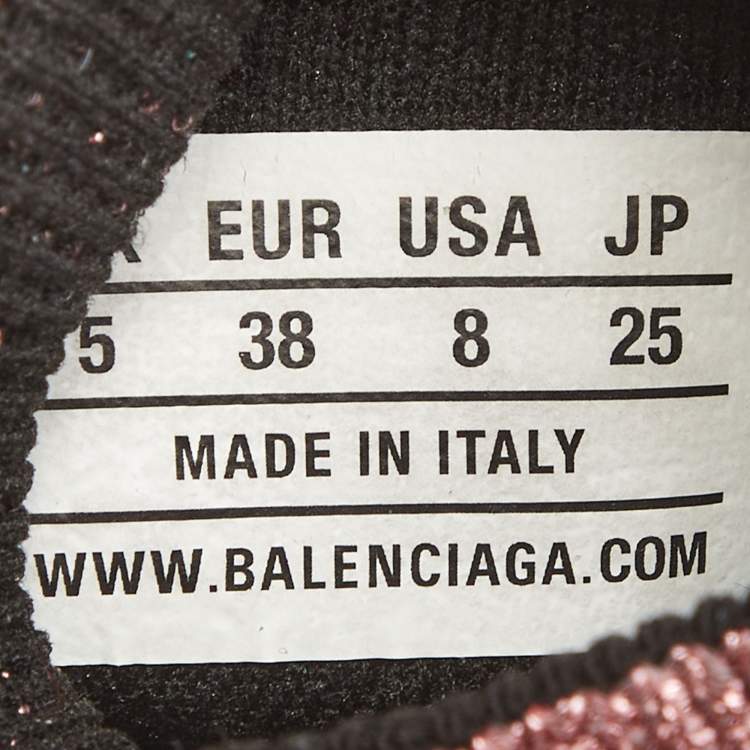 EUR USA JP
5 38 8 25
MADE IN ITALY
WWW.BALENCIAGA.COM